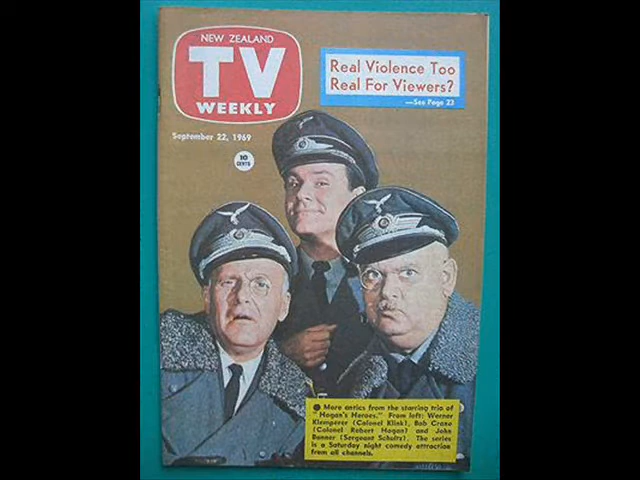 NEW ZEALAND
TV
WEEKLY
September 22, 1969
10
CENTS
Real Violence Too
Real For Viewers?
—See Page 23
● More antics from the starring trio of
"Hogan's Heroes." From left: Werner
Klemperer (Colonel Klink), Bob Crane
(Colonel Robert Hogan) and John
Banner (Sergeant Schultz). The series
is a Saturday night comedy attraction
from all channels.